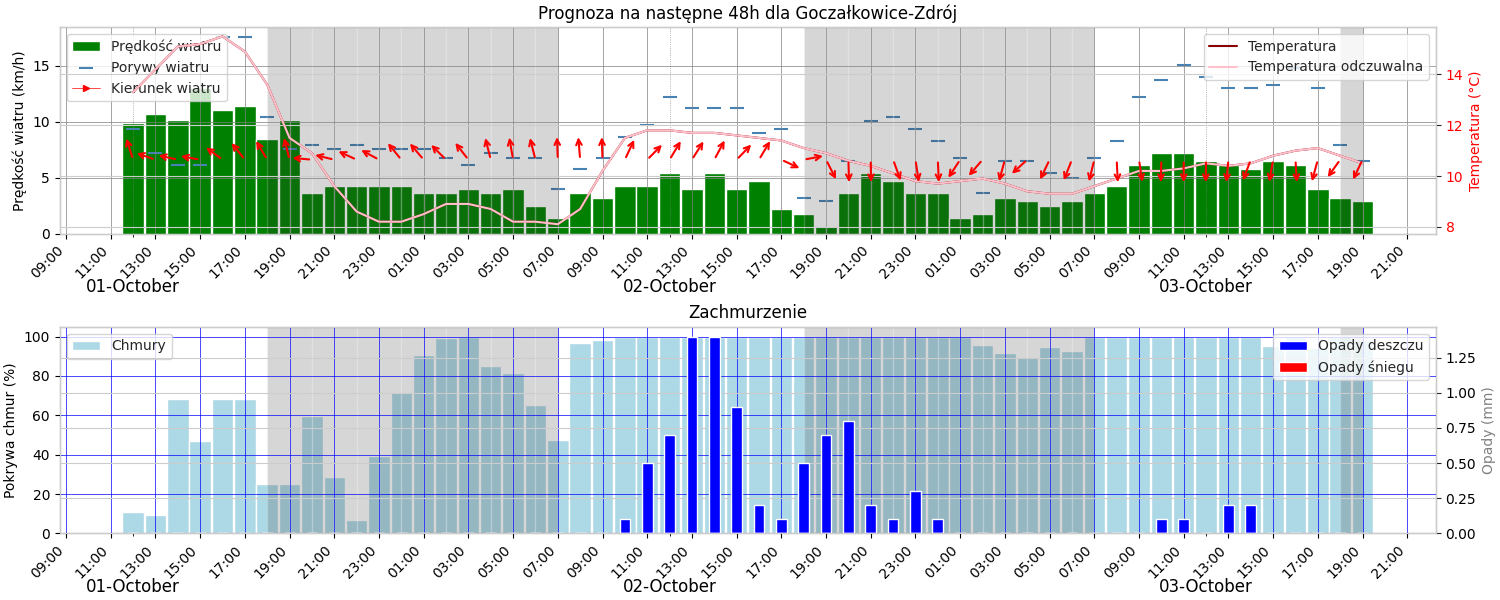 Prognoza na następne 48h dla Goczałkowice-Zdrój
Prędkość wiatru (km/h)
15
10
5
0
Prędkość wiatru
Porywy wiatru
Kierunek wiatru
Temperatura
Temperatura odczuwalna
14
12
10
8
Temperatura (°C)
09:00 11:00 13:00 15:00 17:00 19:00 21:00 23:00 01:00 03:00 05:00 07:00 09:00 11:00 13:00 15:00 17:00 19:00 21:00 23:00 01:00 03:00 05:00 07:00 09:00 11:00 13:00 15:00 17:00 19:00 21:00
01-October 02-October 03-October
Zachmurzenie
Pokrywa chmur (%)
100
80
60
40
20
0
Chmury
Opady deszczu
Opady śniegu
1.25
1.00
0.75
0.50
0.25
0.00
Opady (mm)
09:00 11:00 13:00 15:00 17:00 19:00 21:00 23:00 01:00 03:00 05:00 07:00 09:00 11:00 13:00 15:00 17:00 19:00 21:00 23:00 01:00 03:00 05:00 07:00 09:00 11:00 13:00 15:00 17:00 19:00 21:00
01-October 02-October 03-October